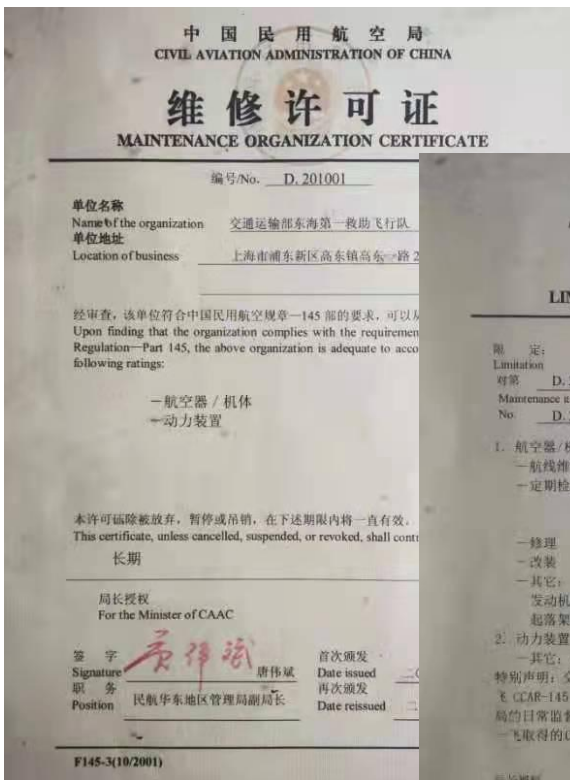 中国民用航空局
CIVIL AVIATION ADMINISTRATION OF CHINA
维修许可证
MAINTENANCE ORGANIZATION CERTIFICATE
编号/No. D.201001
单位名称
Name of the organization 交通运输部东海第一救助飞行队
单位地址
Location of business 上海市浦东新区高东镇高东一路2
经审查，该单位符合中国民用航空规章—145部的要求，可以从
Upon finding that the organization complies with the requiremen
Regulation—Part 145, the above organization is adequate to acco
following ratings:
—航空器/机体
—动力装置
本许可证除被放弃，暂停或吊销，在下述期限内将一直有效．
This certificate, unless cancelled, suspended, or revoked, shall cont
长期
局长授权
For the Minister of CAAC
签字
Signature 唐伟斌
职务
Position 民航华东地区管理局副局长
首次颁发
Date issued 二
再次颁发
Date reissued 二
F145-3(10/2001)
LI
限定：
Limitation
对第 D.
Maintenance
No. D.
1. 航空器/
—航线维
—定期检
—修理
—改装
—其它：
发动机
起落架
2. 动力装置
—其它：
特别声明：
飞 CCAR-145
局的日常监督
一飞取得的